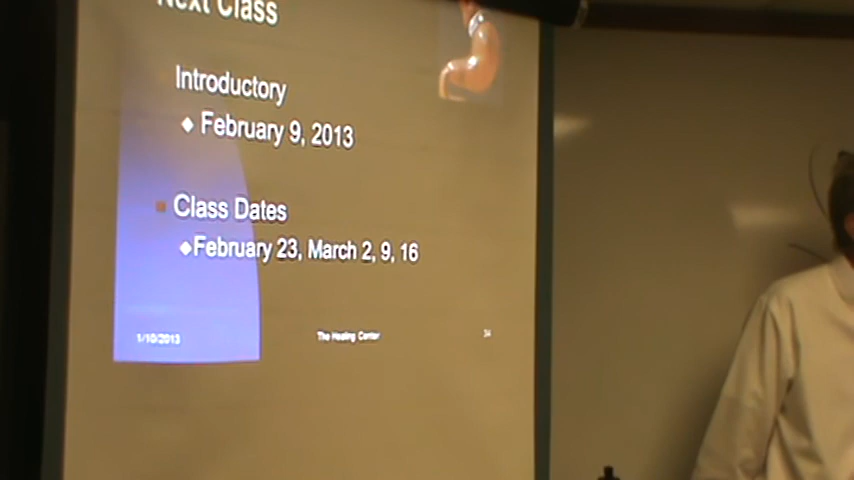 Next Class
Introductory
◆ February 9, 2013
Class Dates
◆February 23, March 2, 9, 16
1/10/2013 The Healing Center 34